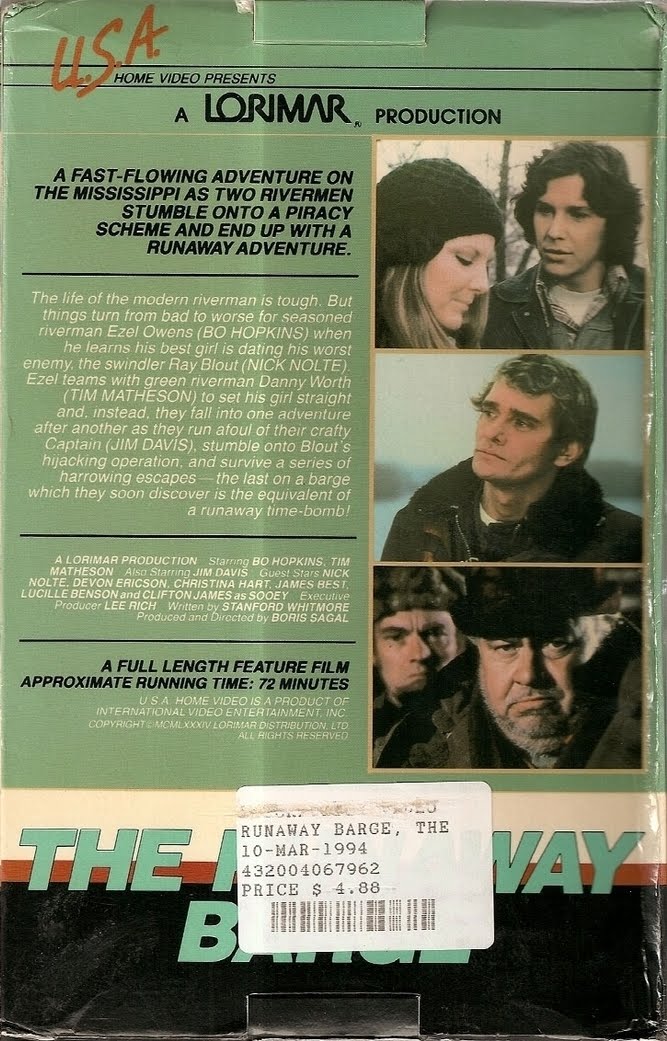 U.S.A.
HOME VIDEO PRESENTS
A LORIMAR PRODUCTION
A FAST-FLOWING ADVENTURE ON
THE MISSISSIPPI AS TWO RIVERMEN
STUMBLE ONTO A PIRACY
SCHEME AND END UP WITH A
RUNAWAY ADVENTURE.
The life of the modern riverman is tough. But
things turn from bad to worse for seasoned
riverman Ezel Owens (BO HOPKINS) when
he learns his best girl is dating his worst
enemy, the swindler Ray Blout (NICK NOLTE).
Ezel teams with green riverman Danny Worth
(TIM MATHESON) to set his girl straight
and, instead, they fall into one adventure
after another as they run afoul of their crafty
Captain (JIM DAVIS), stumble onto Blout's
hijacking operation, and survive a series of
harrowing escapes—the last on a barge
which they soon discover is the equivalent of
a runaway time-bomb!
A LORIMAR PRODUCTION Starring BO HOPKINS, TIM
MATHESON Also Starring JIM DAVIS Guest Stars NICK
NOLTE, DEVON ERICSON, CHRISTINA HART, JAMES BEST,
LUCILLE BENSON and CLIFTON JAMES as SOOEY Executive
Producer LEE RICH Written by STANFORD WHITMORE
Produced and Directed by BORIS SAGAL
A FULL LENGTH FEATURE FILM
APPROXIMATE RUNNING TIME: 72 MINUTES
U.S.A. HOME VIDEO IS A PRODUCT OF
INTERNATIONAL VIDEO ENTERTAINMENT, INC.
COPYRIGHT © MCMLXXXIV LORIMAR DISTRIBUTION, LTD.
ALL RIGHTS RESERVED
RUNAWAY BARGE, THE
10-MAR-1994
432004067962
PRICE $ 4.88
THE R AWAY
BARGE